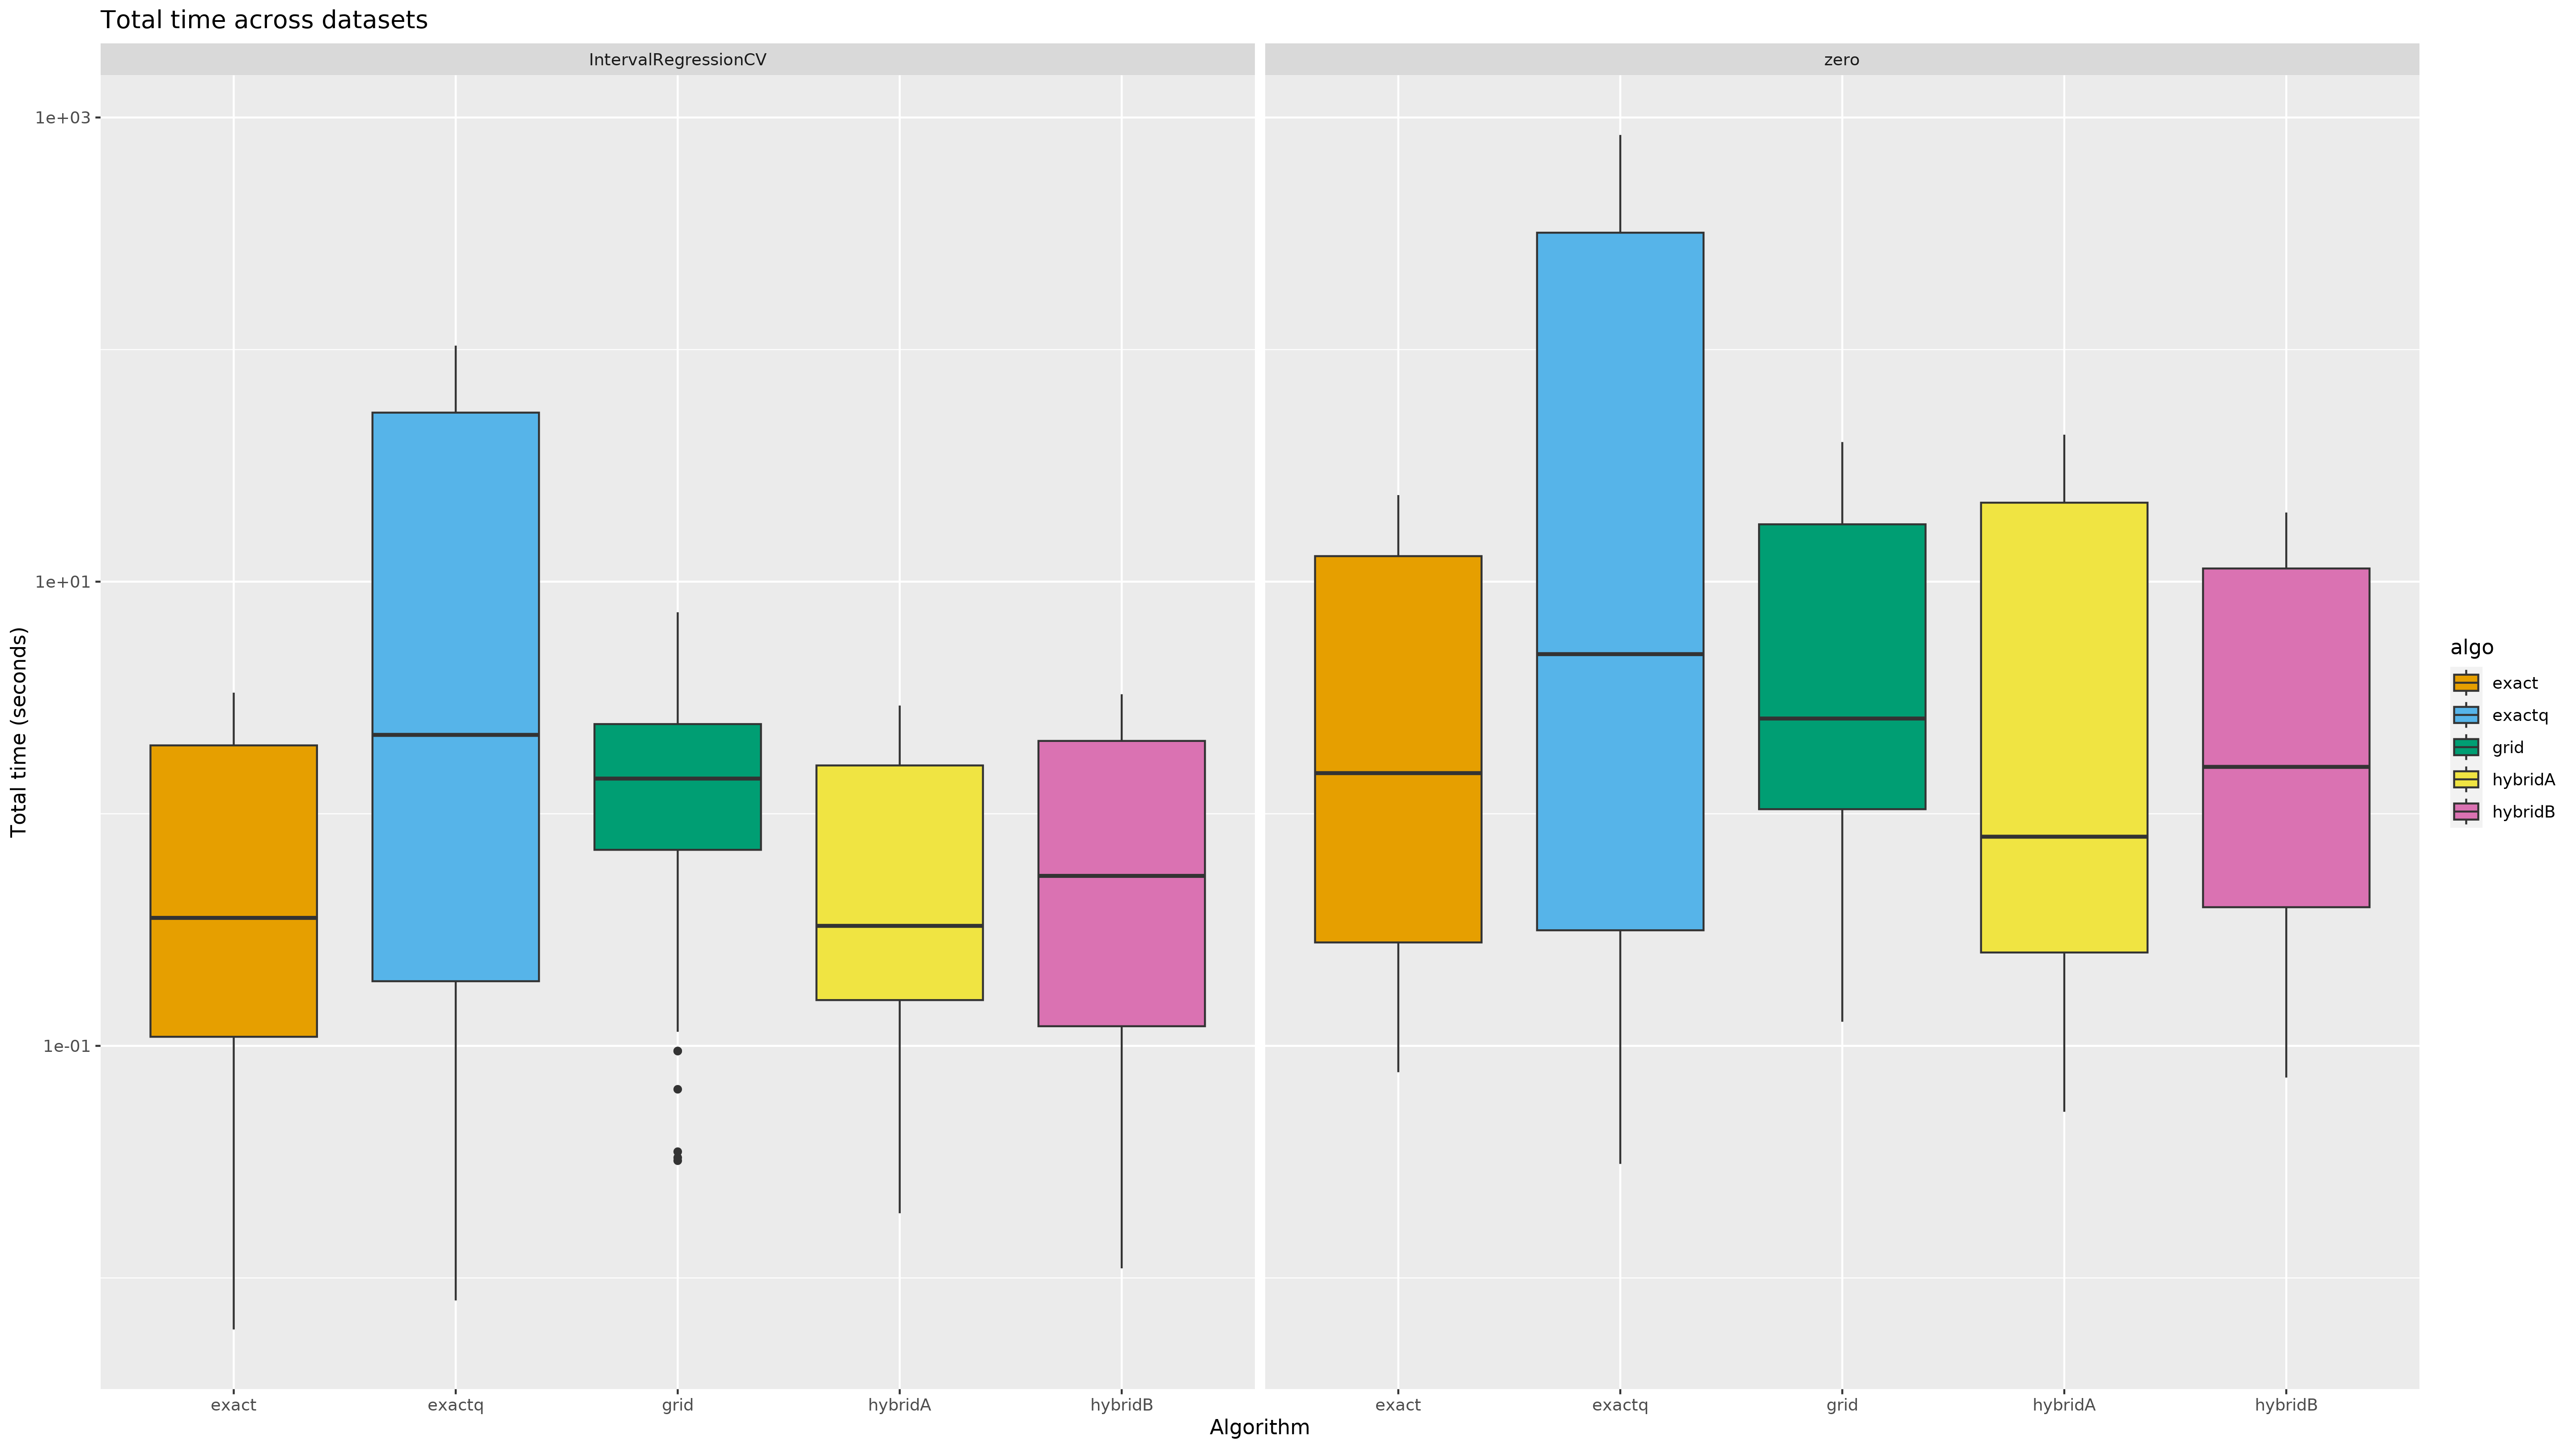 Total time across datasets
IntervalRegressionCV
zero
Total time (seconds)
1e+03
1e+01
1e-01
exact
exactq
grid
hybridA
hybridB
exact
exactq
grid
hybridA
hybridB
Algorithm
algo
exact
exactq
grid
hybridA
hybridB